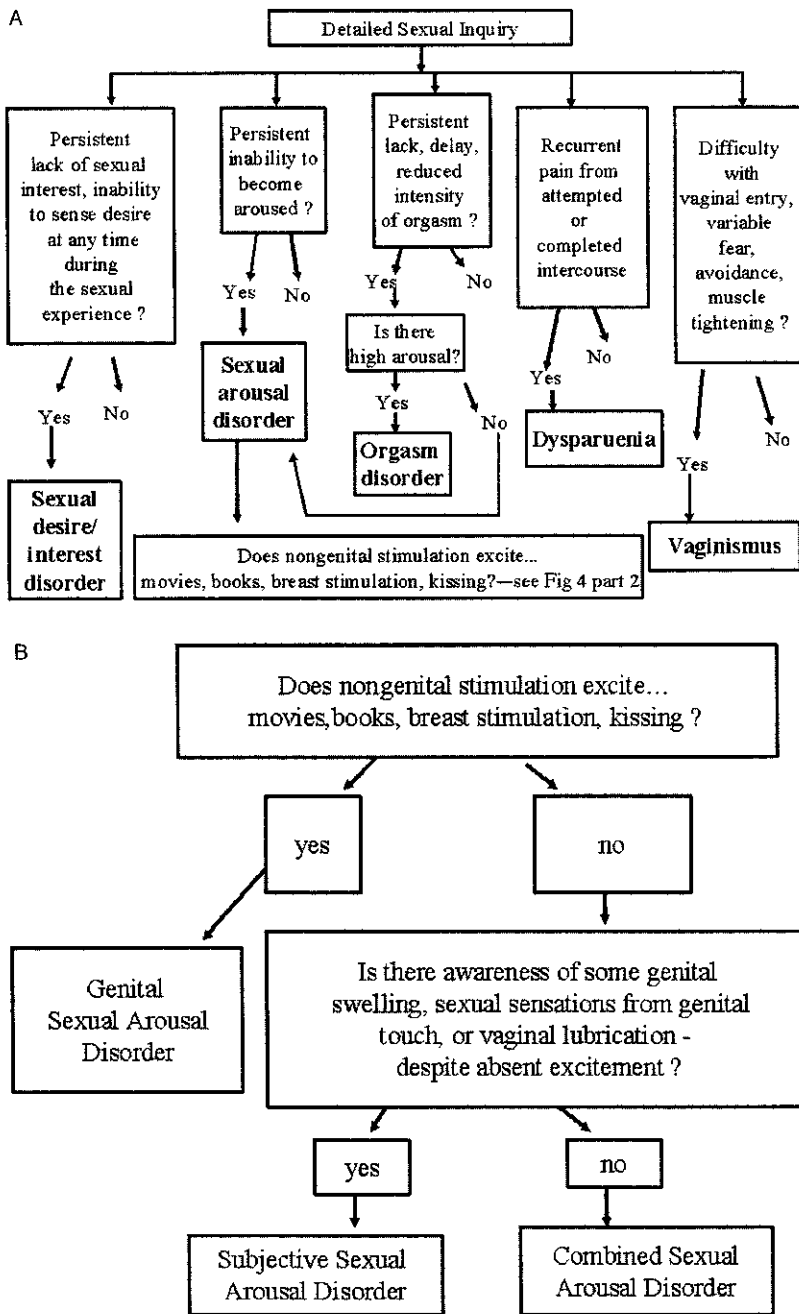 A
Detailed Sexual Inquiry
Persistent
lack of sexual
interest, inability
to sense desire
at any time
during
the sexual
experience ?
Yes
No
Sexual
desire/
interest
disorder
Persistent
inability to
become
aroused ?
Yes
No
Sexual
arousal
disorder
Persistent
lack, delay,
reduced
intensity
of orgasm ?
Yes
No
Is there
high arousal?
Yes
No
Orgasm
disorder
Recurrent
pain from
attempted
or
completed
intercourse
Yes
No
Dysparuenia
Difficulty
with
vaginal entry,
variable
fear,
avoidance,
muscle
tightening ?
Yes
No
Vaginismus
Does nongenital stimulation excite...
movies, books, breast stimulation, kissing?—see Fig 4 part 2
B
Does nongenital stimulation excite...
movies,books, breast stimulation, kissing ?
yes
no
Genital
Sexual Arousal
Disorder
Is there awareness of some genital
swelling, sexual sensations from genital
touch, or vaginal lubrication -
despite absent excitement ?
yes
no
Subjective Sexual
Arousal Disorder
Combined Sexual
Arousal Disorder